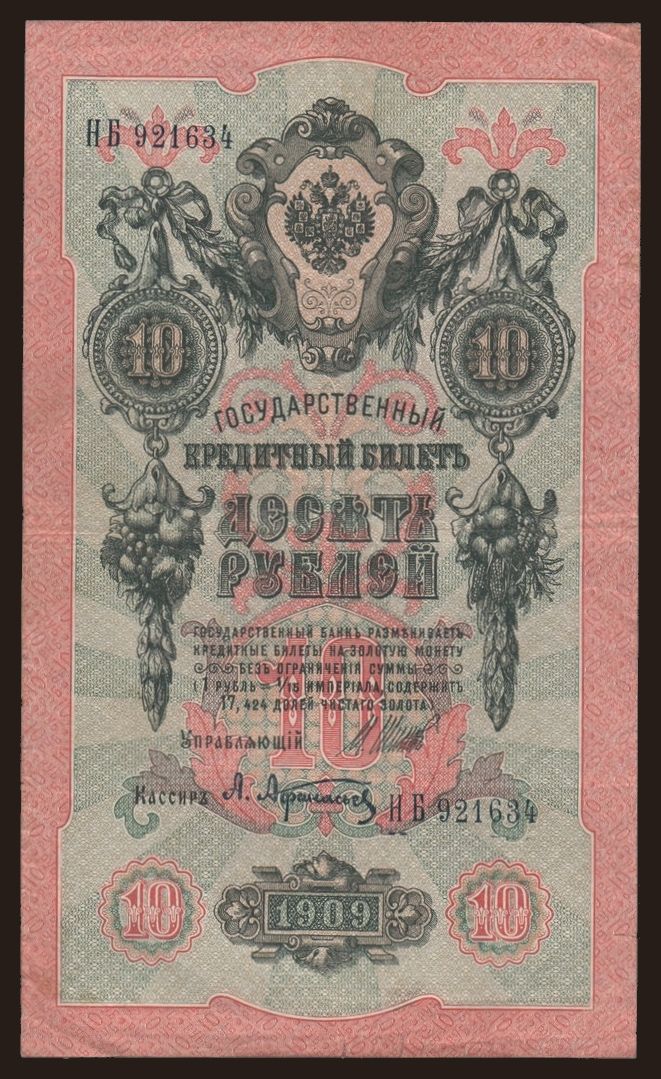 НБ 921634
10 10
ГОСУДАРСТВЕННЫЙ
КРЕДИТНЫЙ БИЛЕТЪ
ДЕСЯТЬ
РУБЛЕЙ
ГОСУДАРСТВЕННЫЙ БАНКЪ РАЗМѢНИВАЕТЪ
КРЕДИТНЫЕ БИЛЕТЫ НА ЗОЛОТУЮ МОНЕТУ
БЕЗЪ ОГРАНИЧЕНІЯ СУММЫ
(1 РУБЛЬ = 1/15 ИМПЕРІАЛА, СОДЕРЖИТЪ
17,424 ДОЛЕЙ ЧИСТАГО ЗОЛОТА)
10
УПРАВЛЯЮЩІЙ
КАССИРЪ А. Афанасьев
НБ 921634
10 1909 10